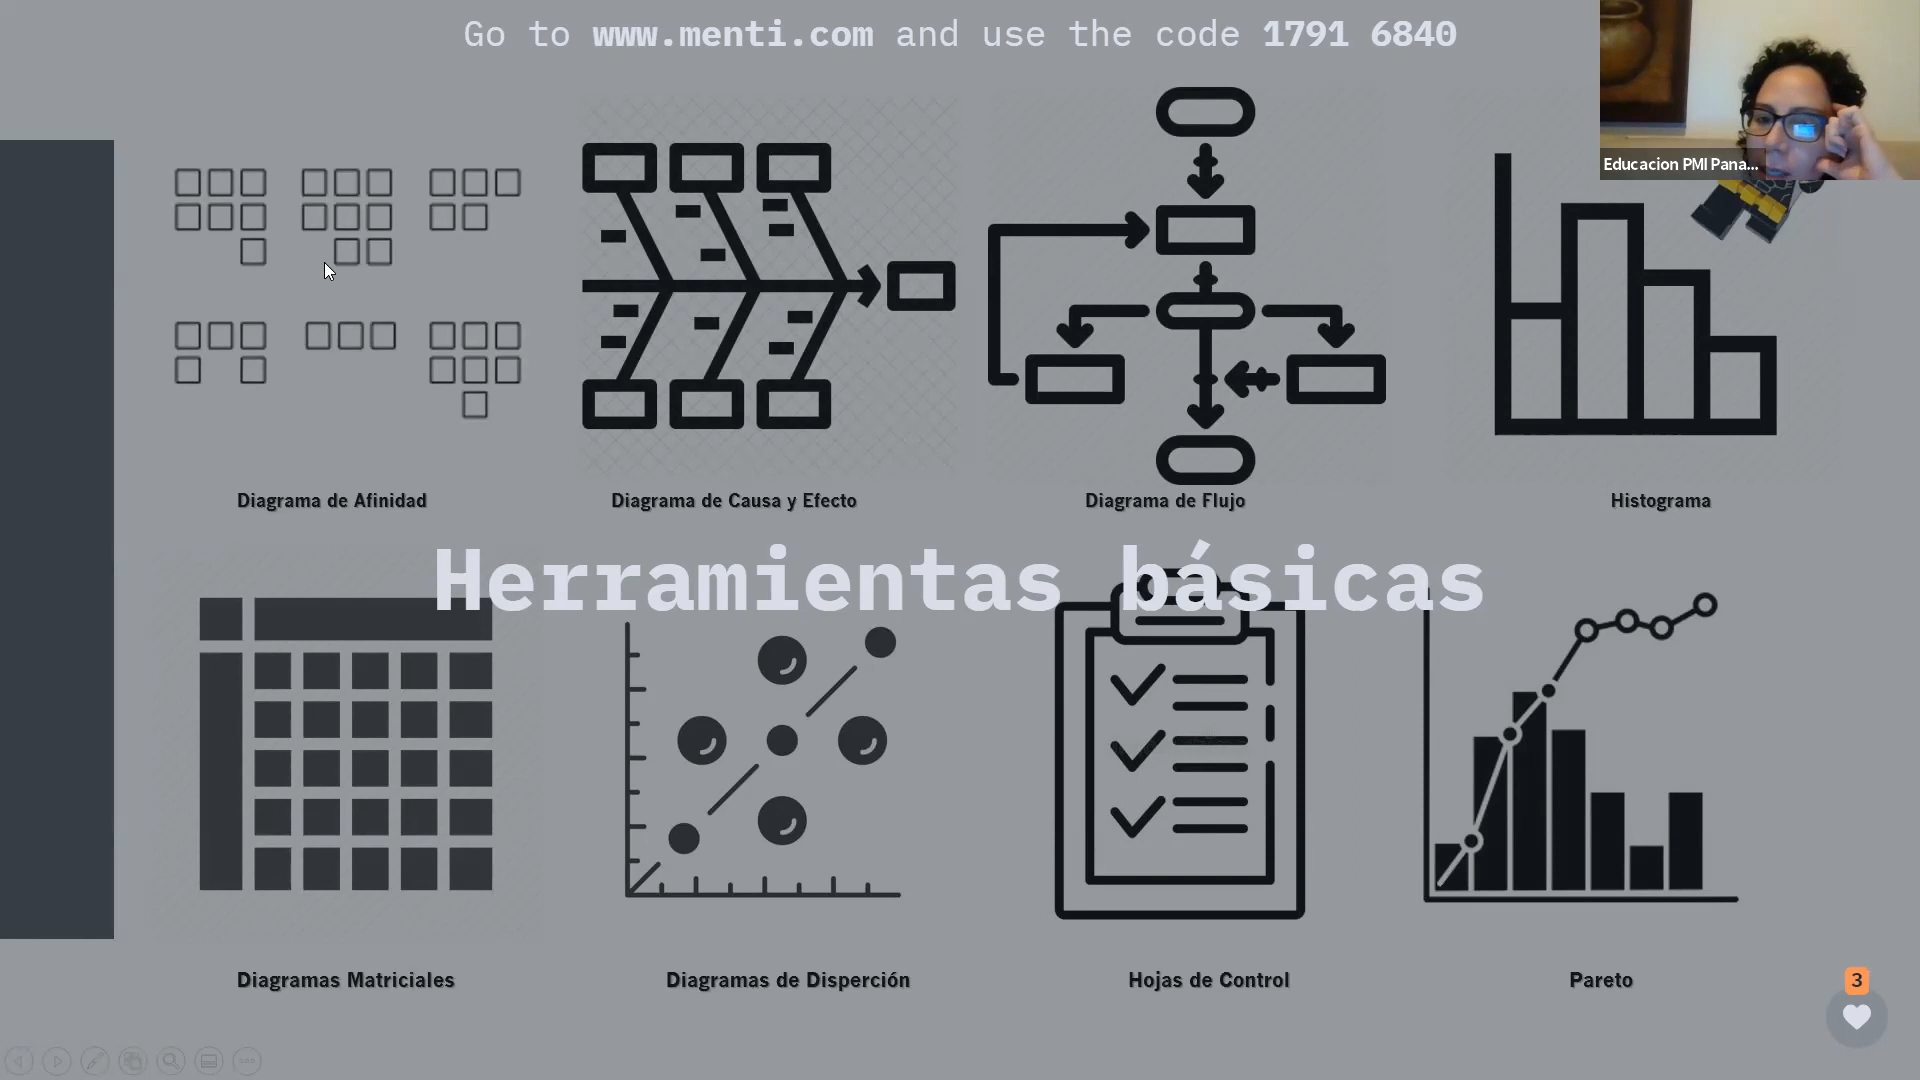 Go to www.menti.com and use the code 1791 6840
Educacion PMI Pana...
Diagrama de Afinidad
Diagrama de Causa y Efecto
Diagrama de Flujo
Histograma
Herramientas básicas
Diagramas Matriciales
Diagramas de Disperción
Hojas de Control
Pareto
3